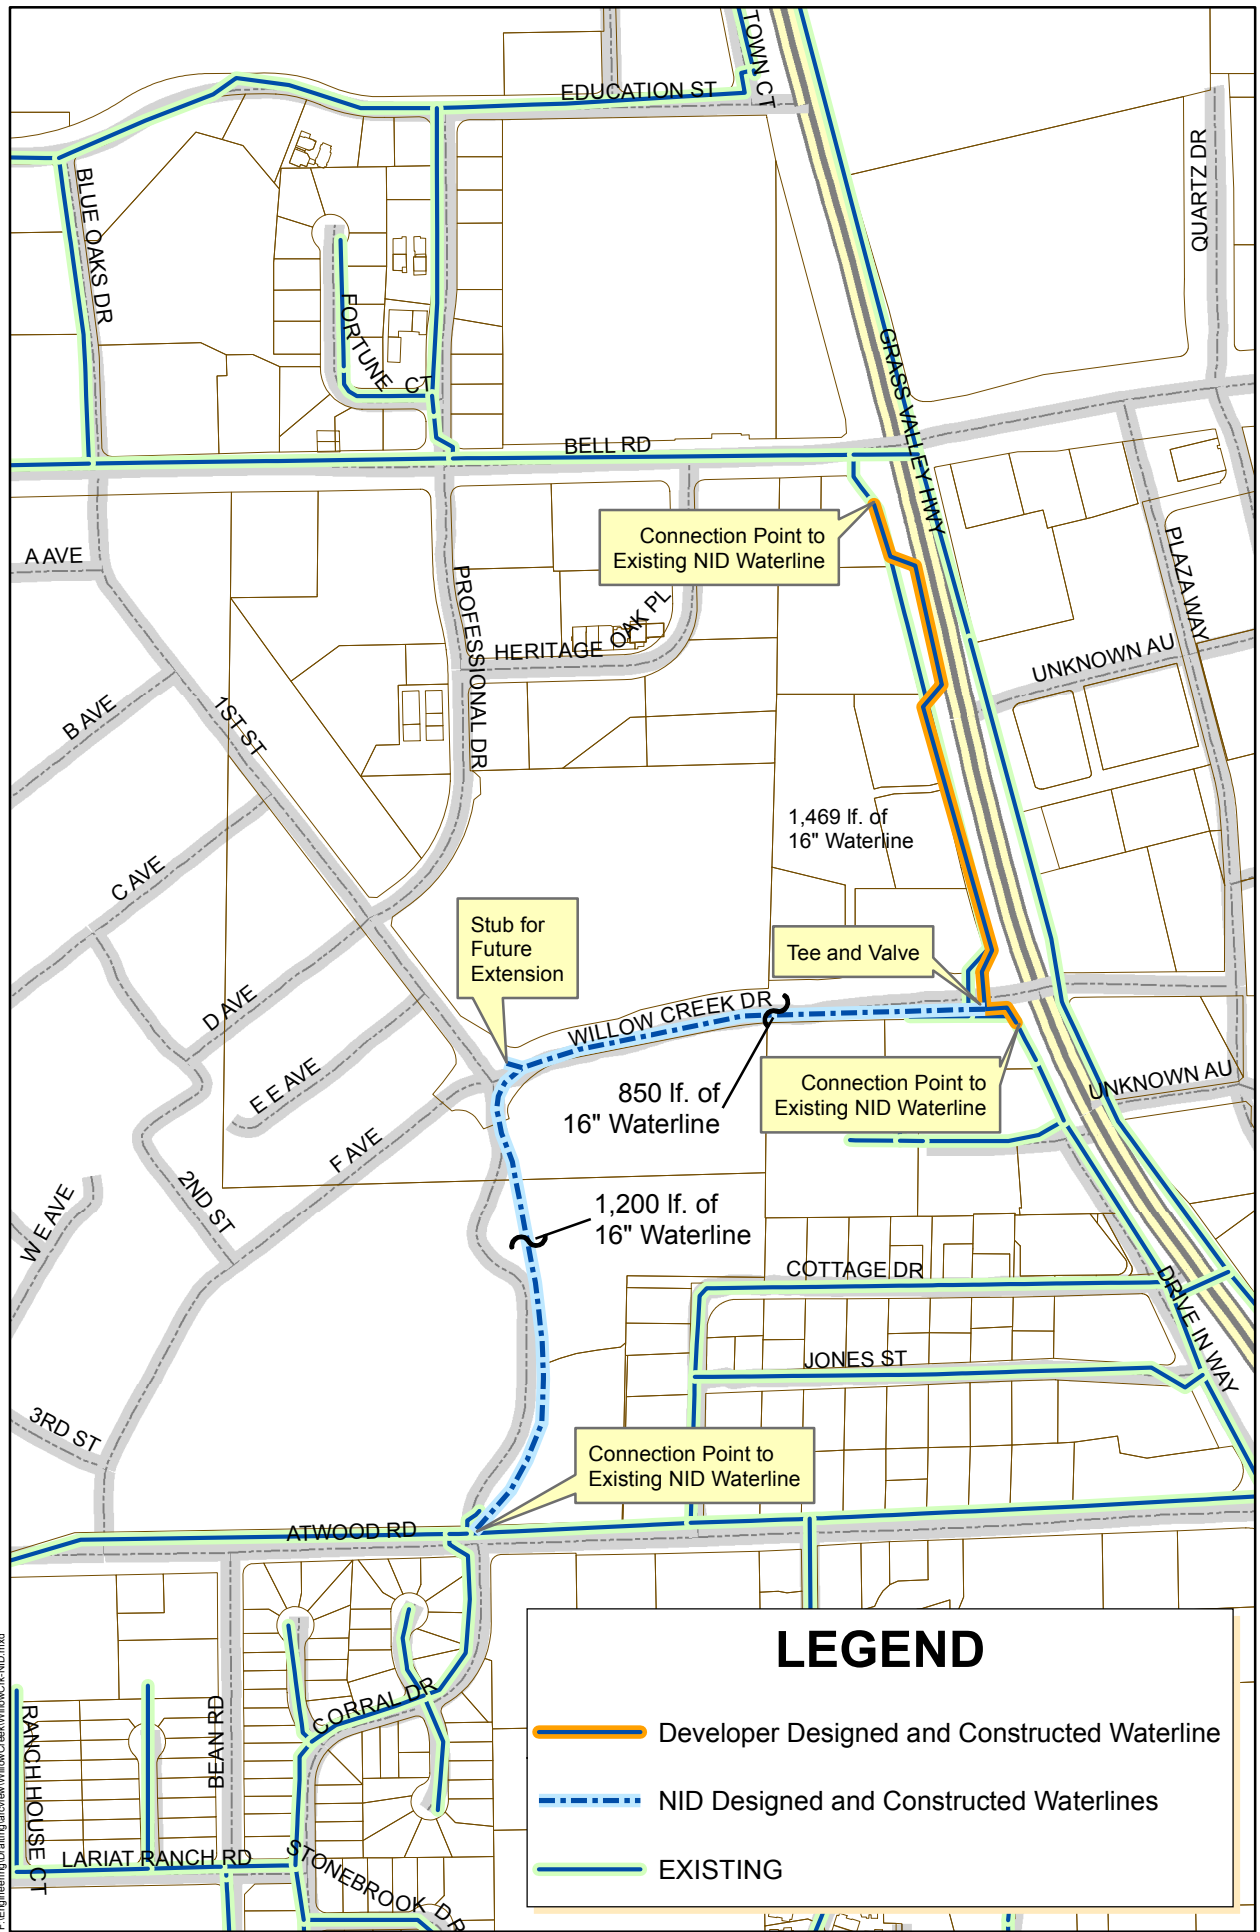 TOWN CT
EDUCATION ST
QUARTZ DR
BLUE OAKS DR
FORTUNE
CT
GRASS VALLEY HWY
BELL RD
Connection Point to
Existing NID Waterline
A AVE
PROFESSIONAL DR
PLAZA WAY
HERITAGE OAK PL
UNKNOWN AU
B AVE
1ST ST
1,469 lf. of
16" Waterline
C AVE
Stub for
Future
Extension
Tee and Valve
D AVE
WILLOW CREEK DR
E E AVE
850 lf. of
16" Waterline
Connection Point to
Existing NID Waterline
UNKNOWN AU
F AVE
2ND ST
W E AVE
1,200 lf. of
16" Waterline
COTTAGE DR
DRIVE IN WAY
JONES ST
3RD ST
Connection Point to
Existing NID Waterline
ATWOOD RD
LEGEND
Developer Designed and Constructed Waterline
NID Designed and Constructed Waterlines
EXISTING
CORRAL DR
BEAN RD
RANCH HOUSE CT
LARIAT RANCH RD
STONEBROOK DR